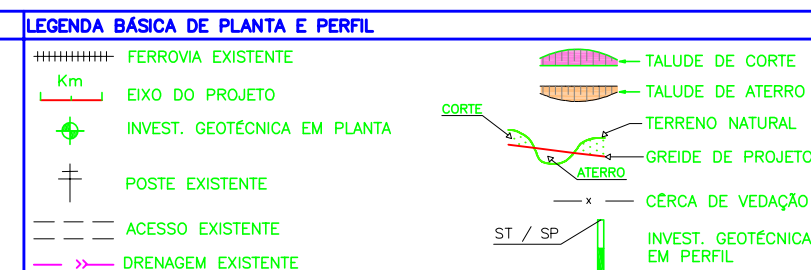 LEGENDA BÁSICA DE PLANTA E PERFIL
FERROVIA EXISTENTE
Km
EIXO DO PROJETO
INVEST. GEOTÉCNICA EM PLANTA
POSTE EXISTENTE
ACESSO EXISTENTE
DRENAGEM EXISTENTE
TALUDE DE CORTE
TALUDE DE ATERRO
CORTE
TERRENO NATURAL
GREIDE DE PROJETO
ATERRO
x
CÊRCA DE VEDAÇÃO
ST / SP
INVEST. GEOTÉCNICA
EM PERFIL